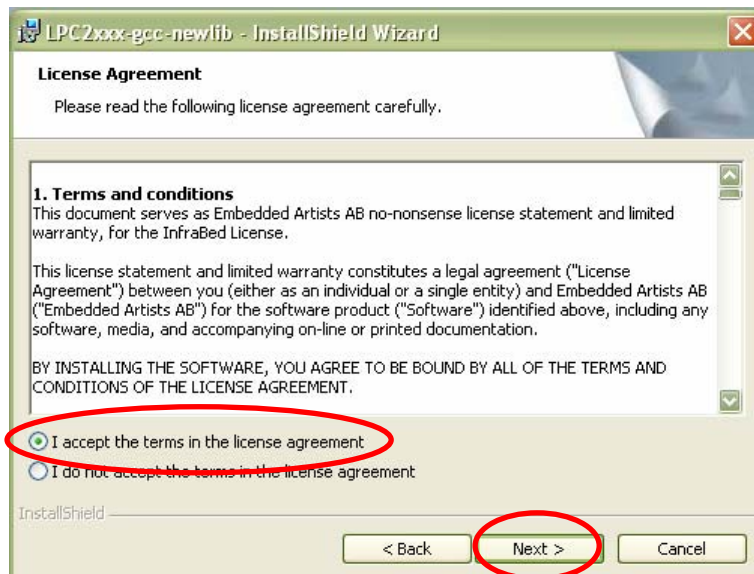 LPC2xxx-gcc-newlib - InstallShield Wizard
License Agreement
Please read the following license agreement carefully.
1. Terms and conditions
This document serves as Embedded Artists AB no-nonsense license statement and limited
warranty, for the InfraBed License.
This license statement and limited warranty constitutes a legal agreement ("License
Agreement") between you (either as an individual or a single entity) and Embedded Artists AB
("Embedded Artists AB") for the software product ("Software") identified above, including any
software, media, and accompanying on-line or printed documentation.
BY INSTALLING THE SOFTWARE, YOU AGREE TO BE BOUND BY ALL OF THE TERMS AND
CONDITIONS OF THE LICENSE AGREEMENT.
I accept the terms in the license agreement
I do not accept the terms in the license agreement
InstallShield
< Back Next > Cancel